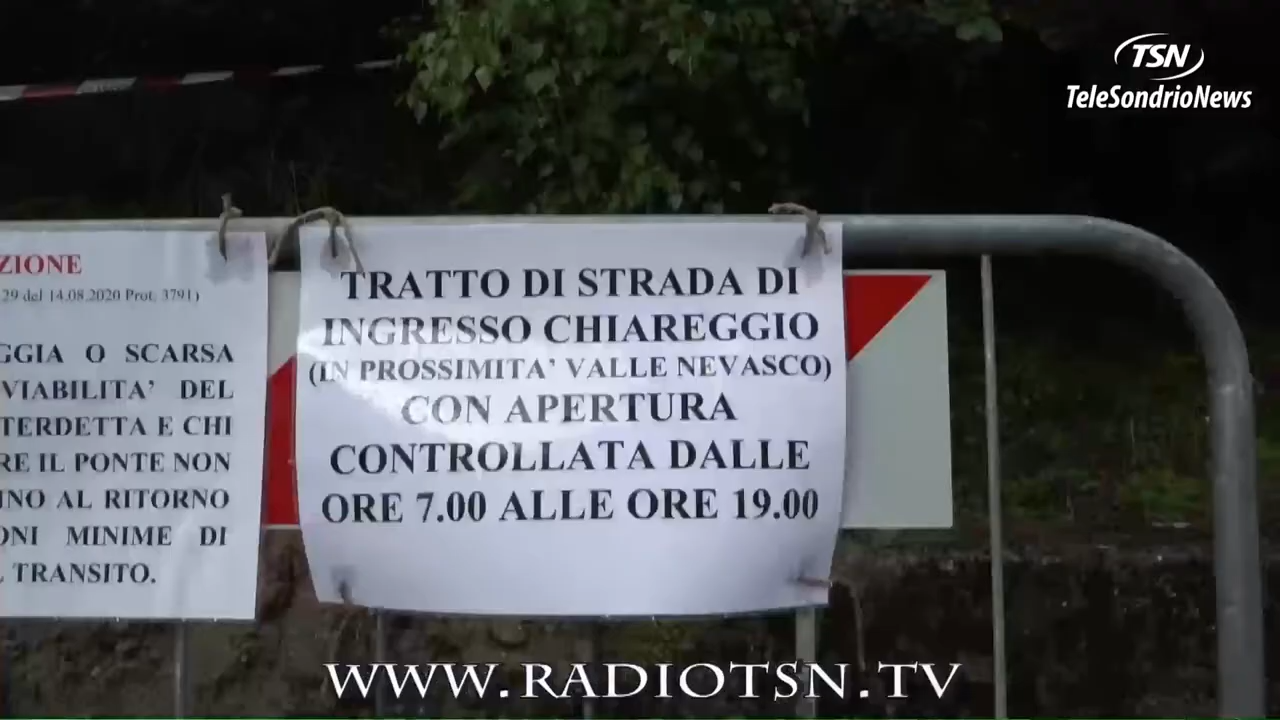 TSN
TeleSondrioNews
ZIONE
29 del 14.08.2020 Prot. 3791)
GGIA O SCARSA
VIABILITA' DEL
TERDETTA E CHI
RE IL PONTE NON
INO AL RITORNO
ONI MINIME DI
L TRANSITO.
TRATTO DI STRADA DI
INGRESSO CHIAREGGIO
(IN PROSSIMITA' VALLE NEVASCO)
CON APERTURA
CONTROLLATA DALLE
ORE 7.00 ALLE ORE 19.00
WWW.RADIOTSN.TV